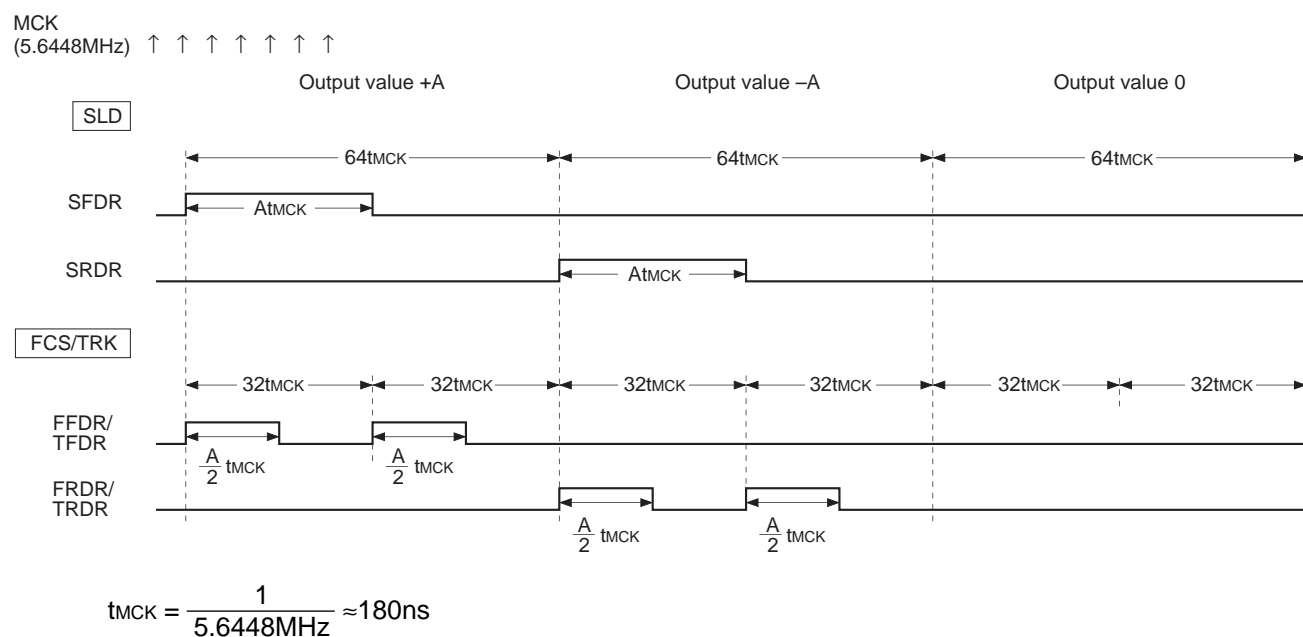 MCK
(5.6448MHz) ↑ ↑ ↑ ↑ ↑ ↑ ↑
Output value +A Output value –A Output value 0
SLD
64tMCK 64tMCK 64tMCK
SFDR AtMCK
SRDR AtMCK
FCS/TRK
32tMCK 32tMCK 32tMCK 32tMCK 32tMCK 32tMCK
FFDR/
TFDR
A/2 tMCK A/2 tMCK
FRDR/
TRDR
A/2 tMCK A/2 tMCK
tMCK = 1/5.6448MHz ≈180ns